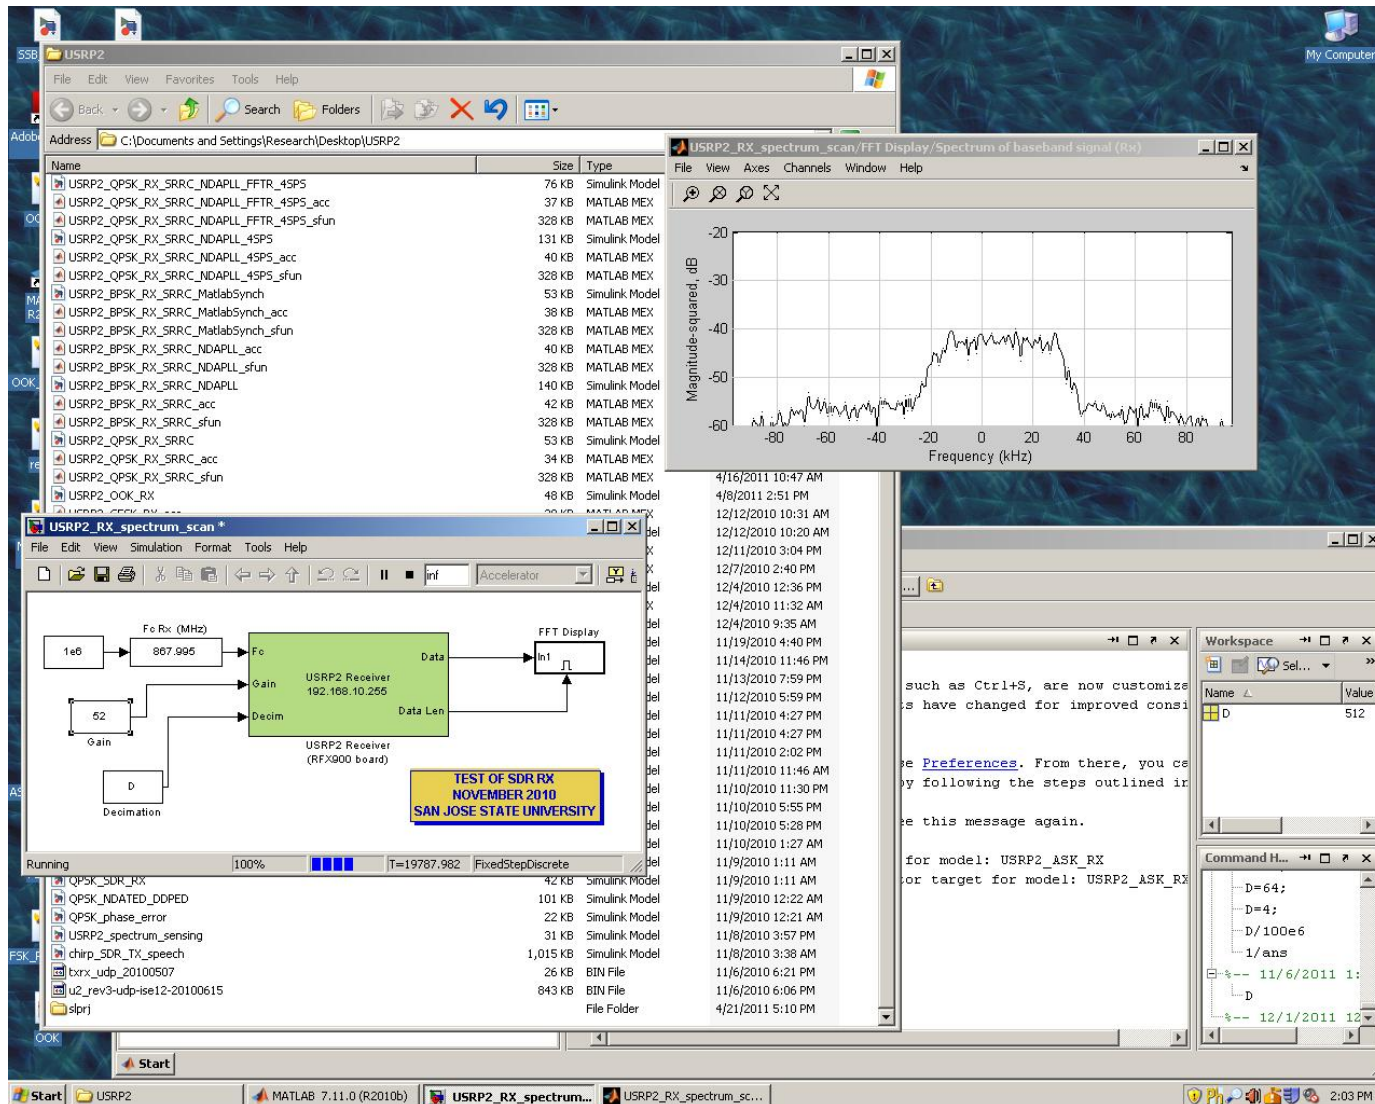 SSB
My Computer
USRP2
File Edit View Favorites Tools Help
Back Search Folders
Address C:\Documents and Settings\Research\Desktop\USRP2
Name Size Type
USRP2_QPSK_RX_SRRC_NDAPLL_FFTR_4SPS 76 KB Simulink Model
USRP2_QPSK_RX_SRRC_NDAPLL_FFTR_4SPS_acc 37 KB MATLAB MEX
USRP2_QPSK_RX_SRRC_NDAPLL_FFTR_4SPS_sfun 328 KB MATLAB MEX
USRP2_QPSK_RX_SRRC_NDAPLL_4SPS 131 KB Simulink Model
USRP2_QPSK_RX_SRRC_NDAPLL_4SPS_acc 40 KB MATLAB MEX
USRP2_QPSK_RX_SRRC_NDAPLL_4SPS_sfun 328 KB MATLAB MEX
USRP2_BPSK_RX_SRRC_MatlabSynch 53 KB Simulink Model
USRP2_BPSK_RX_SRRC_MatlabSynch_acc 38 KB MATLAB MEX
USRP2_BPSK_RX_SRRC_MatlabSynch_sfun 328 KB MATLAB MEX
USRP2_BPSK_RX_SRRC_NDAPLL_acc 40 KB MATLAB MEX
USRP2_BPSK_RX_SRRC_NDAPLL_sfun 328 KB MATLAB MEX
USRP2_BPSK_RX_SRRC_NDAPLL 140 KB Simulink Model
USRP2_BPSK_RX_SRRC_acc 42 KB MATLAB MEX
USRP2_BPSK_RX_SRRC_sfun 328 KB MATLAB MEX
USRP2_QPSK_RX_SRRC 53 KB Simulink Model
USRP2_QPSK_RX_SRRC_acc 34 KB MATLAB MEX
USRP2_QPSK_RX_SRRC_sfun 328 KB MATLAB MEX 4/16/2011 10:47 AM
USRP2_OOK_RX 48 KB Simulink Model 4/8/2011 2:51 PM
12/12/2010 10:31 AM
12/12/2010 10:20 AM
12/11/2010 3:04 PM
12/7/2010 2:40 PM
12/4/2010 12:36 PM
12/4/2010 11:32 AM
12/4/2010 9:35 AM
11/19/2010 4:40 PM
11/14/2010 11:46 PM
11/13/2010 7:59 PM
11/12/2010 5:59 PM
11/11/2010 4:27 PM
11/11/2010 4:27 PM
11/11/2010 2:02 PM
11/11/2010 11:46 AM
11/10/2010 11:30 PM
11/10/2010 5:55 PM
11/10/2010 5:28 PM
11/10/2010 1:27 AM
11/9/2010 1:11 AM
QPSK_SDR_RX 42 KB Simulink Model 11/9/2010 1:11 AM
QPSK_NDATED_DDPED 101 KB Simulink Model 11/9/2010 12:22 AM
QPSK_phase_error 22 KB Simulink Model 11/9/2010 12:21 AM
USRP2_spectrum_sensing 31 KB Simulink Model 11/8/2010 3:57 PM
chirp_SDR_TX_speech 1,015 KB Simulink Model 11/8/2010 3:38 AM
txrx_udp_20100507 26 KB BIN File 11/6/2010 6:21 PM
u2_rev3-udp-ise12-20100615 843 KB BIN File 11/6/2010 6:06 PM
slprj File Folder 4/21/2011 5:10 PM
USRP2_RX_spectrum_scan/FFT Display/Spectrum of baseband signal (Rx)
File View Axes Channels Window Help
Magnitude-squared, dB
-20
-30
-40
-50
-60
-80 -60 -40 -20 0 20 40 60 80
Frequency (kHz)
USRP2_RX_spectrum_scan *
File Edit View Simulation Format Tools Help
inf Accelerator
Fc Rx (MHz)
1e6 867.995
FFT Display
In1
Fc Data
Gain
Decim Data Len
USRP2 Receiver
192.168.10.255
USRP2 Receiver
(RFX900 board)
52
Gain
D
Decimation
TEST OF SDR RX
NOVEMBER 2010
SAN JOSE STATE UNIVERSITY
Running 100% T=19787.982 FixedStepDiscrete
such as Ctrl+S, are now customiza
s have changed for improved consi
e Preferences. From there, you ca
by following the steps outlined in
e this message again.
for model: USRP2_ASK_RX
tor target for model: USRP2_ASK_RX
Workspace
Sel...
Name Value
D 512
Command H...
D=64;
D=4;
D/100e6
1/ans
%-- 11/6/2011 1:
D
%-- 12/1/2011 12
OOK
Start
Start USRP2 MATLAB 7.11.0 (R2010b) USRP2_RX_spectrum... USRP2_RX_spectrum_sc... 2:03 PM